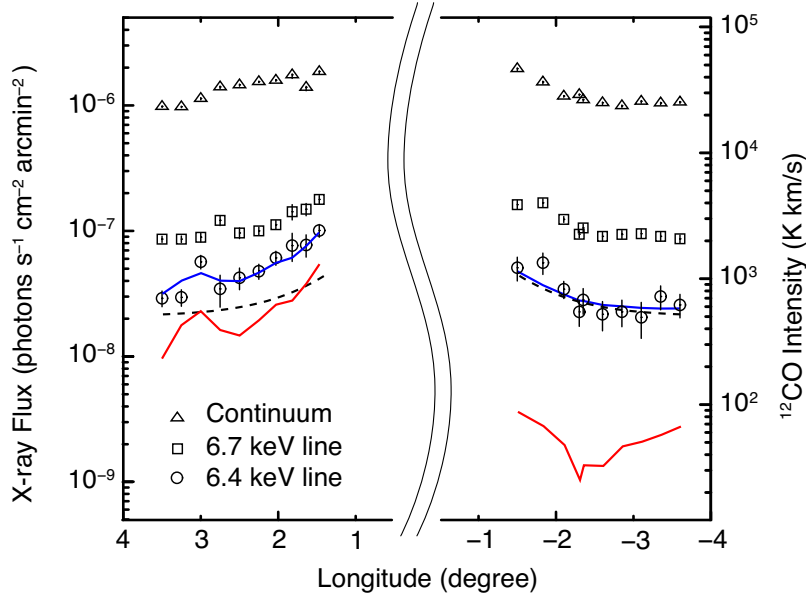 X-ray Flux (photons s⁻¹ cm⁻² arcmin⁻²)
10⁻⁶
10⁻⁷
10⁻⁸
10⁻⁹
Continuum
6.7 keV line
6.4 keV line
4 3 2 1 −1 −2 −3 −4
Longitude (degree)
10⁵
10⁴
10³
10²
¹²CO Intensity (K km/s)